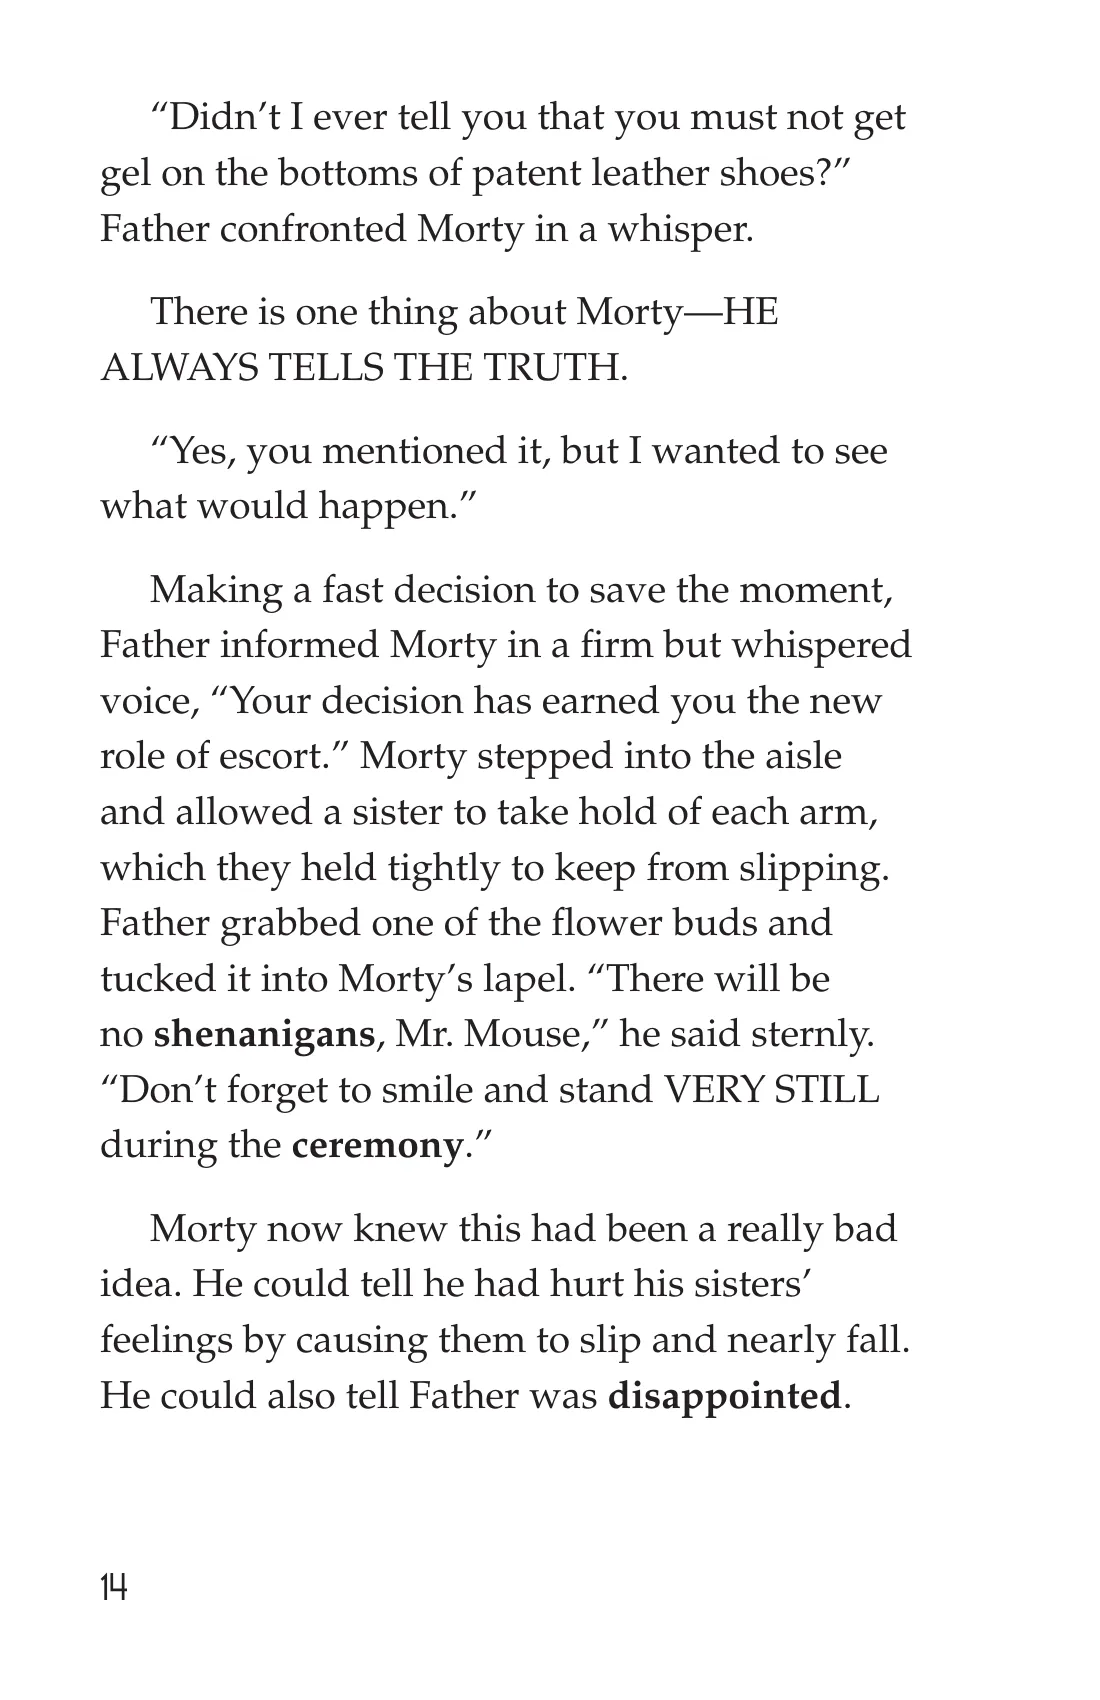 “Didn’t I ever tell you that you must not get
gel on the bottoms of patent leather shoes?”
Father confronted Morty in a whisper.
There is one thing about Morty—HE
ALWAYS TELLS THE TRUTH.
“Yes, you mentioned it, but I wanted to see
what would happen.”
Making a fast decision to save the moment,
Father informed Morty in a firm but whispered
voice, “Your decision has earned you the new
role of escort.” Morty stepped into the aisle
and allowed a sister to take hold of each arm,
which they held tightly to keep from slipping.
Father grabbed one of the flower buds and
tucked it into Morty’s lapel. “There will be
no shenanigans, Mr. Mouse,” he said sternly.
“Don’t forget to smile and stand VERY STILL
during the ceremony.”
Morty now knew this had been a really bad
idea. He could tell he had hurt his sisters’
feelings by causing them to slip and nearly fall.
He could also tell Father was disappointed.
14